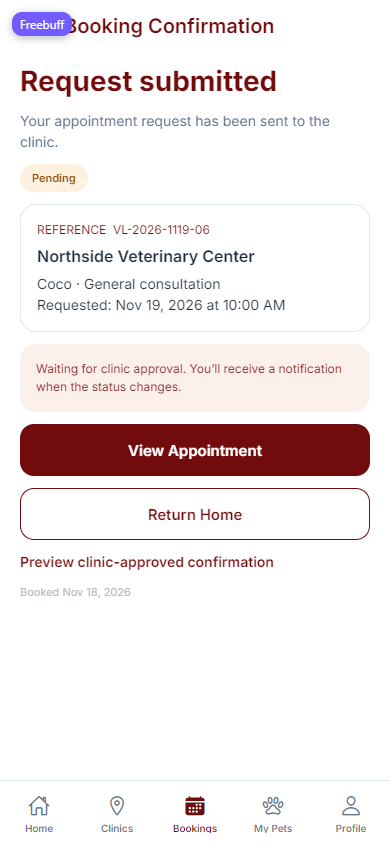 Freebuff
Booking Confirmation
Request submitted
Your appointment request has been sent to the
clinic.
Pending
REFERENCE VL-2026-1119-06
Northside Veterinary Center
Coco · General consultation
Requested: Nov 19, 2026 at 10:00 AM
Waiting for clinic approval. You’ll receive a notification
when the status changes.
View Appointment
Return Home
Preview clinic-approved confirmation
Booked Nov 18, 2026
Home
Clinics
Bookings
My Pets
Profile